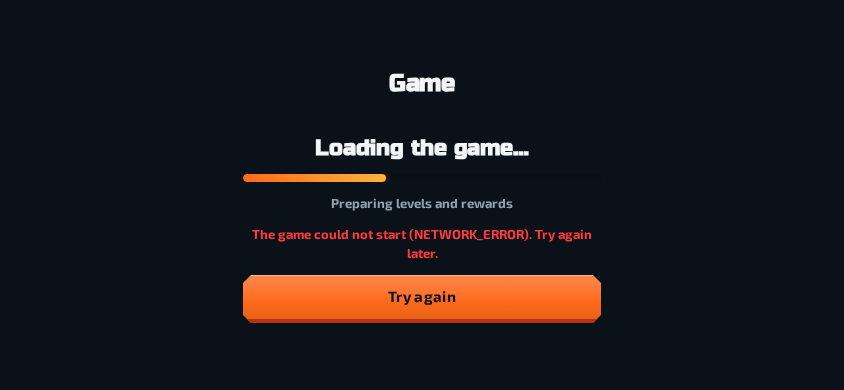 Game
Loading the game...
Preparing levels and rewards
The game could not start (NETWORK_ERROR). Try again
later.
Try again